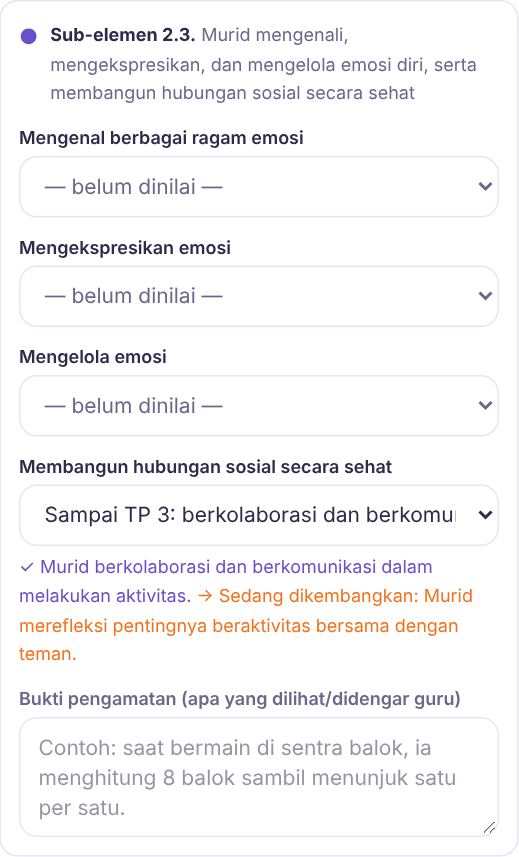 Sub-elemen 2.3. Murid mengenali,
mengekspresikan, dan mengelola emosi diri, serta
membangun hubungan sosial secara sehat
Mengenal berbagai ragam emosi
— belum dinilai —
Mengekspresikan emosi
— belum dinilai —
Mengelola emosi
— belum dinilai —
Membangun hubungan sosial secara sehat
Sampai TP 3: berkolaborasi dan berkomu
✓ Murid berkolaborasi dan berkomunikasi dalam
melakukan aktivitas. → Sedang dikembangkan: Murid
merefleksi pentingnya beraktivitas bersama dengan
teman.
Bukti pengamatan (apa yang dilihat/didengar guru)
Contoh: saat bermain di sentra balok, ia
menghitung 8 balok sambil menunjuk satu
per satu.